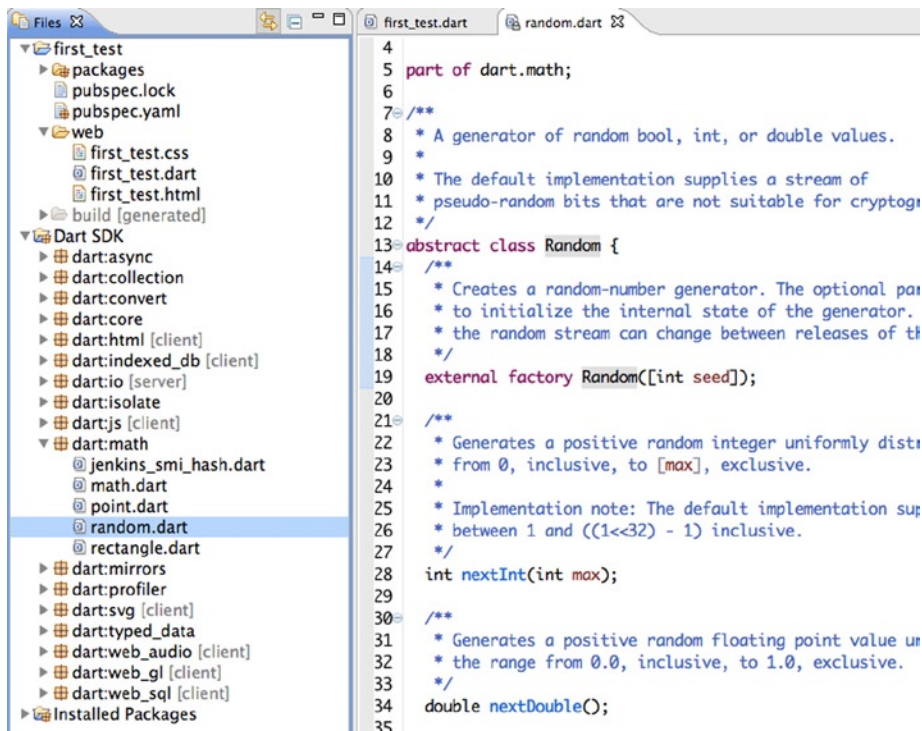 Files
first_test
packages
pubspec.lock
pubspec.yaml
web
first_test.css
first_test.dart
first_test.html
build [generated]
Dart SDK
dart:async
dart:collection
dart:convert
dart:core
dart:html [client]
dart:indexed_db [client]
dart:io [server]
dart:isolate
dart:js [client]
dart:math
jenkins_smi_hash.dart
math.dart
point.dart
random.dart
rectangle.dart
dart:mirrors
dart:profiler
dart:svg [client]
dart:typed_data
dart:web_audio [client]
dart:web_gl [client]
dart:web_sql [client]
Installed Packages
first_test.dart random.dart
4
5 part of dart.math;
6
7 /**
8 * A generator of random bool, int, or double values.
9 *
10 * The default implementation supplies a stream of
11 * pseudo-random bits that are not suitable for cryptogr
12 */
13 abstract class Random {
14 /**
15 * Creates a random-number generator. The optional par
16 * to initialize the internal state of the generator.
17 * the random stream can change between releases of th
18 */
19 external factory Random([int seed]);
20
21 /**
22 * Generates a positive random integer uniformly distr
23 * from 0, inclusive, to [max], exclusive.
24 *
25 * Implementation note: The default implementation sup
26 * between 1 and ((1<<32) - 1) inclusive.
27 */
28 int nextInt(int max);
29
30 /**
31 * Generates a positive random floating point value un
32 * the range from 0.0, inclusive, to 1.0, exclusive.
33 */
34 double nextDouble();
35